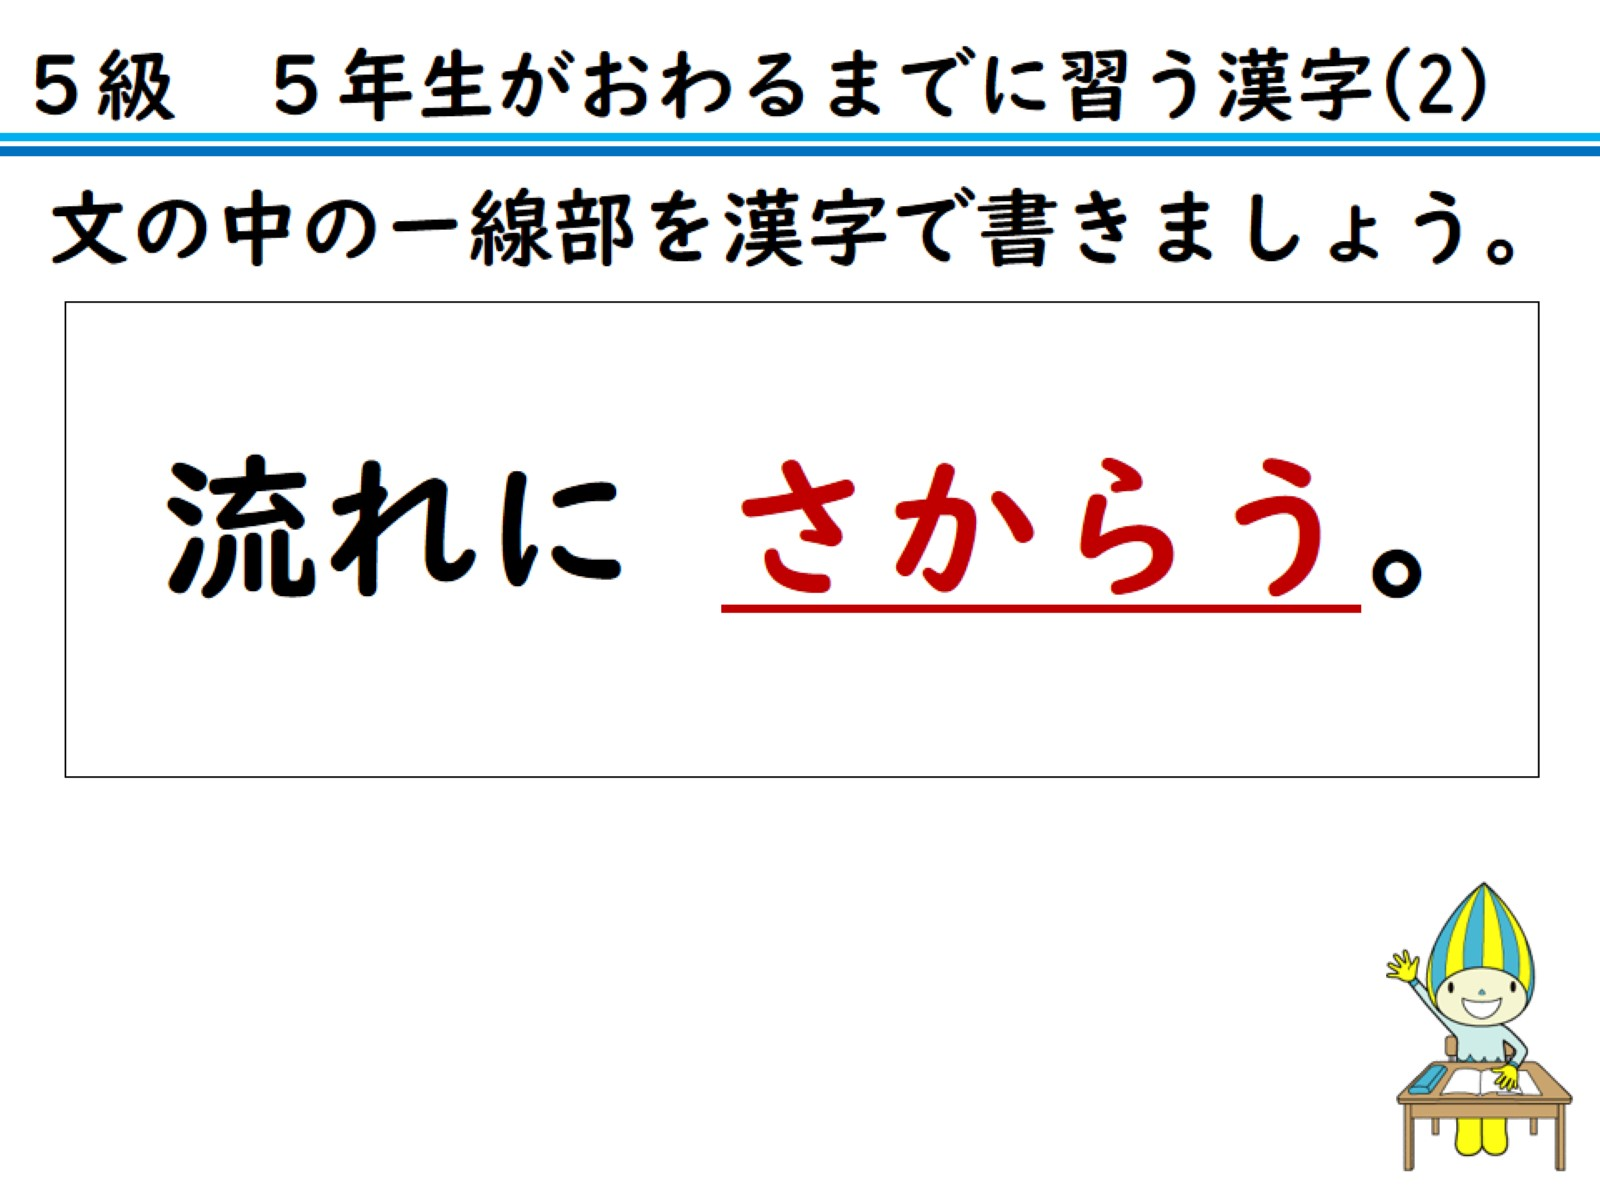 ５級　５年生がおわるまでに習う漢字(2)
文の中の一線部を漢字で書きましょう。
流れに　さからう。